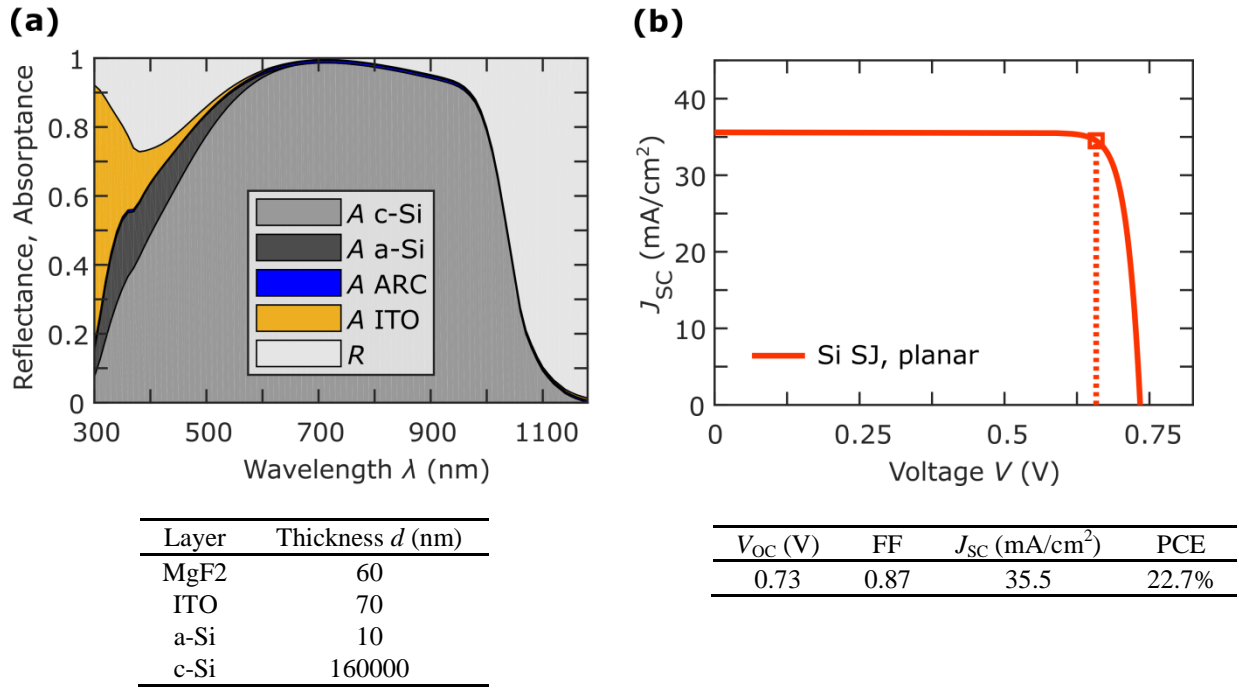 (a)
Reflectance, Absorptance
1
0.8
0.6
0.4
0.2
0
300
500
700
900
1100
Wavelength λ (nm)
A c-Si
A a-Si
A ARC
A ITO
R
(b)
J_SC (mA/cm²)
40
30
20
10
0
0
0.25
0.5
0.75
Voltage V (V)
Si SJ, planar
Layer Thickness d (nm)
MgF2 60
ITO 70
a-Si 10
c-Si 160000
V_OC (V) FF J_SC (mA/cm²) PCE
0.73 0.87 35.5 22.7%